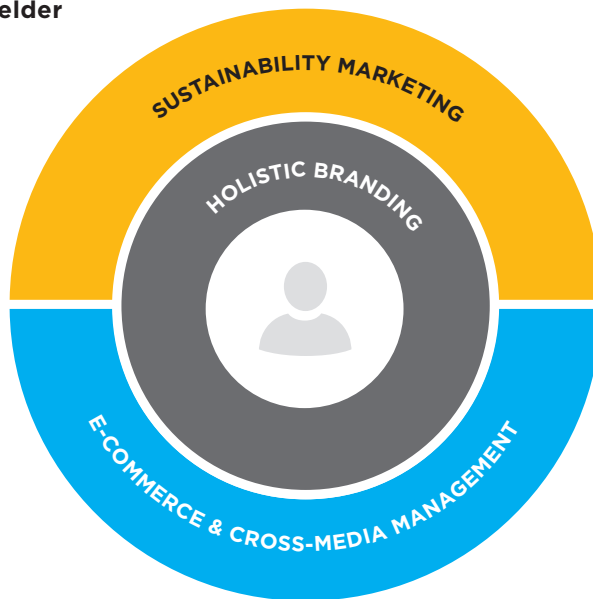 elder
SUSTAINABILITY MARKETING
HOLISTIC BRANDING
E-COMMERCE & CROSS-MEDIA MANAGEMENT